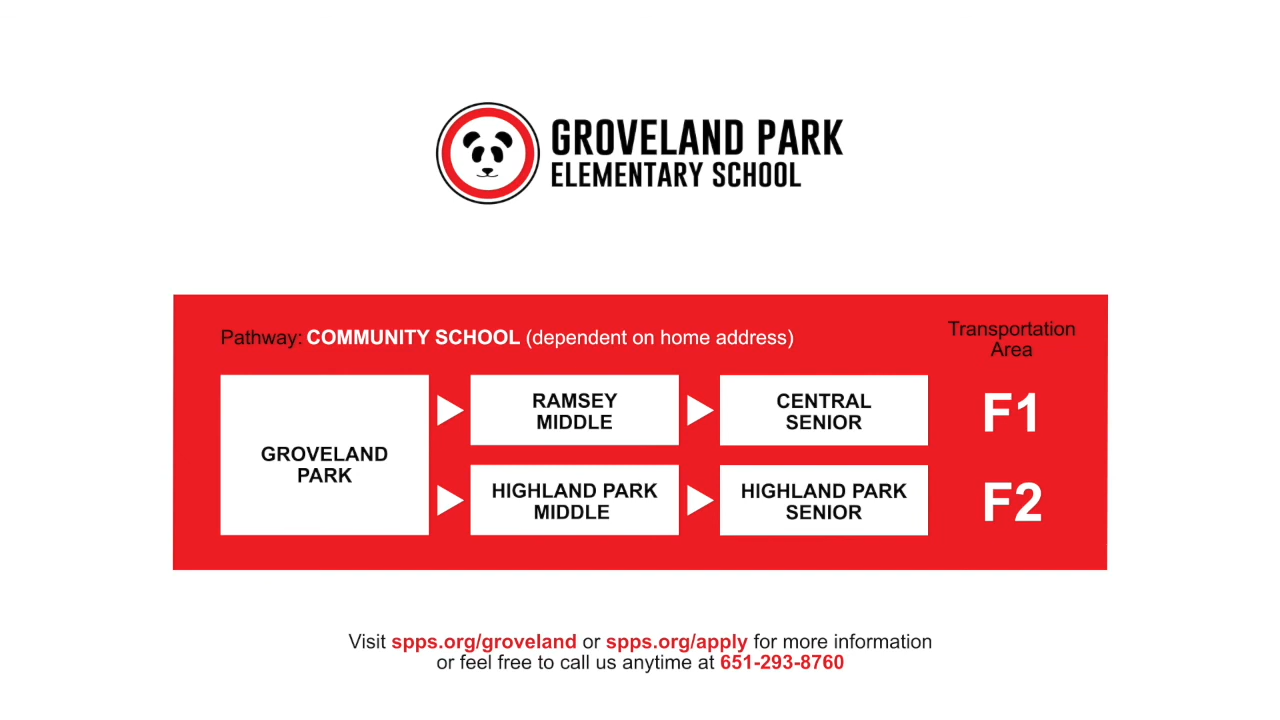 GROVELAND PARK
ELEMENTARY SCHOOL
Pathway: COMMUNITY SCHOOL (dependent on home address)
Transportation
Area
GROVELAND
PARK
RAMSEY
MIDDLE
CENTRAL
SENIOR
F1
HIGHLAND PARK
MIDDLE
HIGHLAND PARK
SENIOR
F2
Visit spps.org/groveland or spps.org/apply for more information
or feel free to call us anytime at 651-293-8760